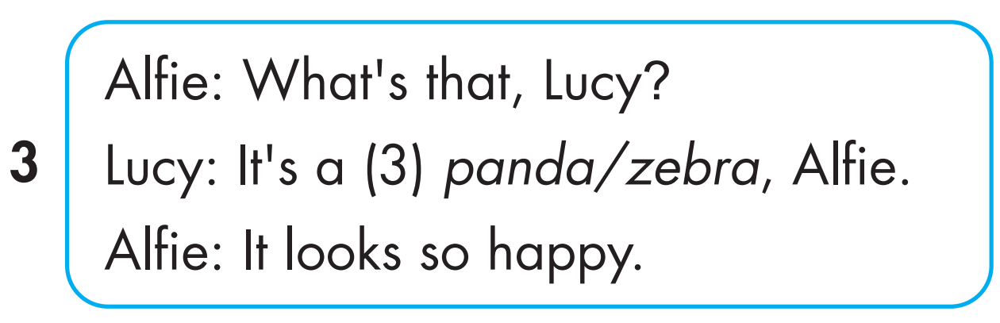 Alfie: What's that, Lucy?
3 Lucy: It's a (3) panda/zebra, Alfie.
Alfie: It looks so happy.